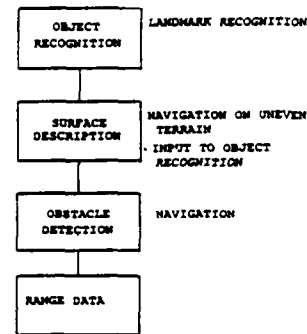 OBJECT
RECOGNITION
LANDMARK RECOGNITION
SURFACE
DESCRIPTION
NAVIGATION ON UNEVEN
TERRAIN
- INPUT TO OBJECT
RECOGNITION
OBSTACLE
DETECTION
NAVIGATION
RANGE DATA